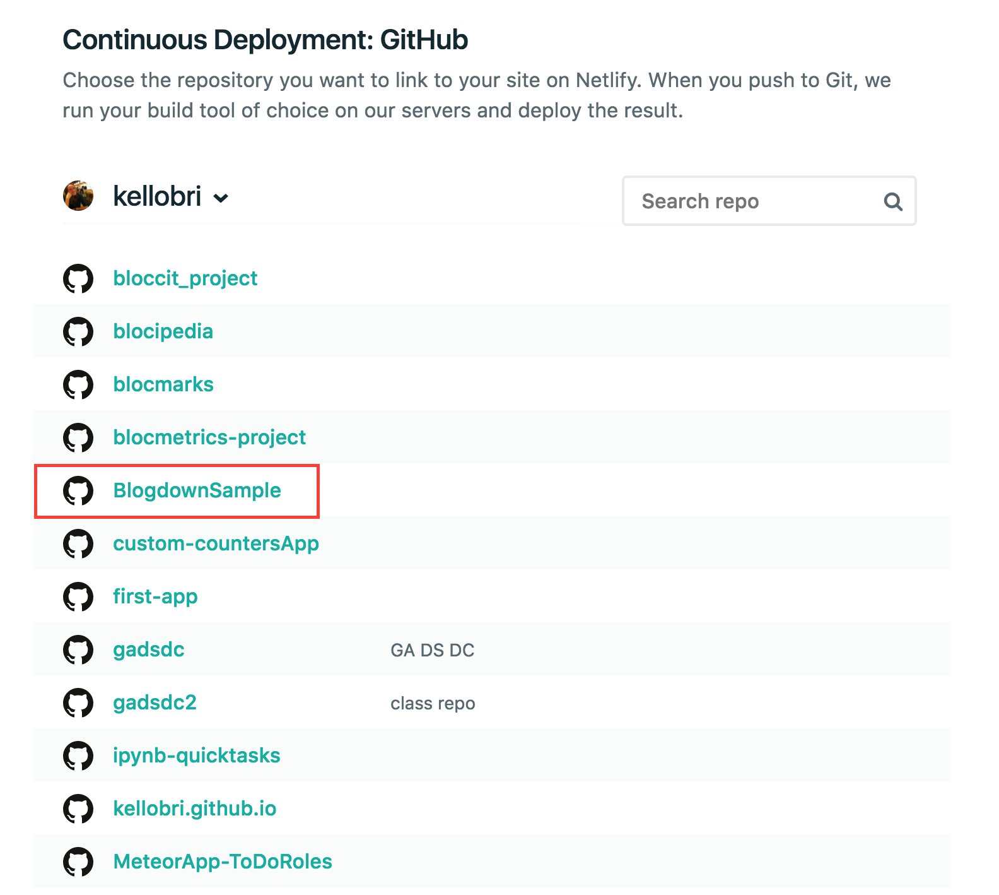 Continuous Deployment: GitHub
Choose the repository you want to link to your site on Netlify. When you push to Git, we
run your build tool of choice on our servers and deploy the result.
kellobri
Search repo
bloccit_project
blocipedia
blocmarks
blocmetrics-project
BlogdownSample
custom-countersApp
first-app
gadsdc GA DS DC
gadsdc2 class repo
ipynb-quicktasks
kellobri.github.io
MeteorApp-ToDoRoles